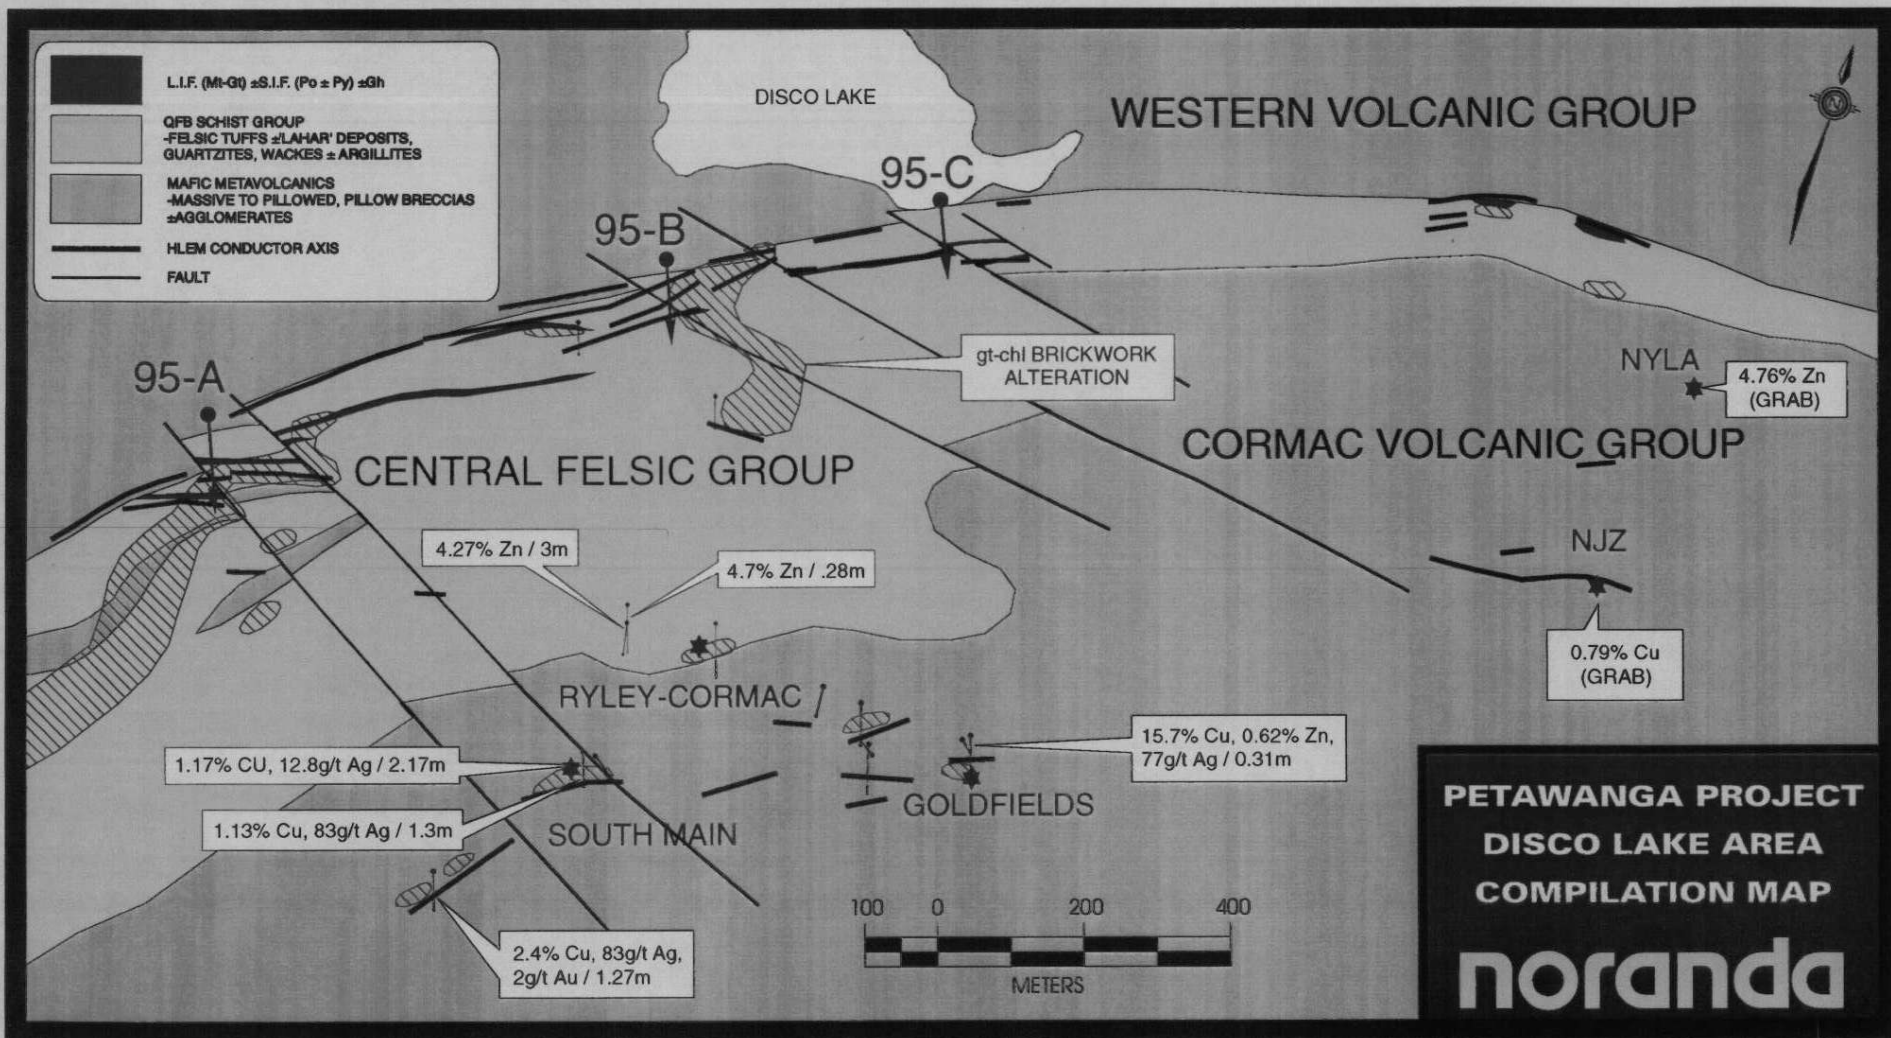 L.I.F. (Mt-Gt) ±S.I.F. (Po ± Py) ±Gh
QFB SCHIST GROUP
-FELSIC TUFFS ±'LAHAR' DEPOSITS,
GUARTZITES, WACKES ± ARGILLITES
MAFIC METAVOLCANICS
-MASSIVE TO PILLOWED, PILLOW BRECCIAS
±AGGLOMERATES
HLEM CONDUCTOR AXIS
FAULT
DISCO LAKE
WESTERN VOLCANIC GROUP
N
95-C
95-B
95-A
gt-chl BRICKWORK
ALTERATION
NYLA
4.76% Zn
(GRAB)
CORMAC VOLCANIC GROUP
CENTRAL FELSIC GROUP
4.27% Zn / 3m
4.7% Zn / .28m
NJZ
0.79% Cu
(GRAB)
RYLEY-CORMAC
15.7% Cu, 0.62% Zn,
77g/t Ag / 0.31m
1.17% CU, 12.8g/t Ag / 2.17m
1.13% Cu, 83g/t Ag / 1.3m
GOLDFIELDS
SOUTH MAIN
2.4% Cu, 83g/t Ag,
2g/t Au / 1.27m
100 0 200 400
METERS
PETAWANGA PROJECT
DISCO LAKE AREA
COMPILATION MAP
noranda